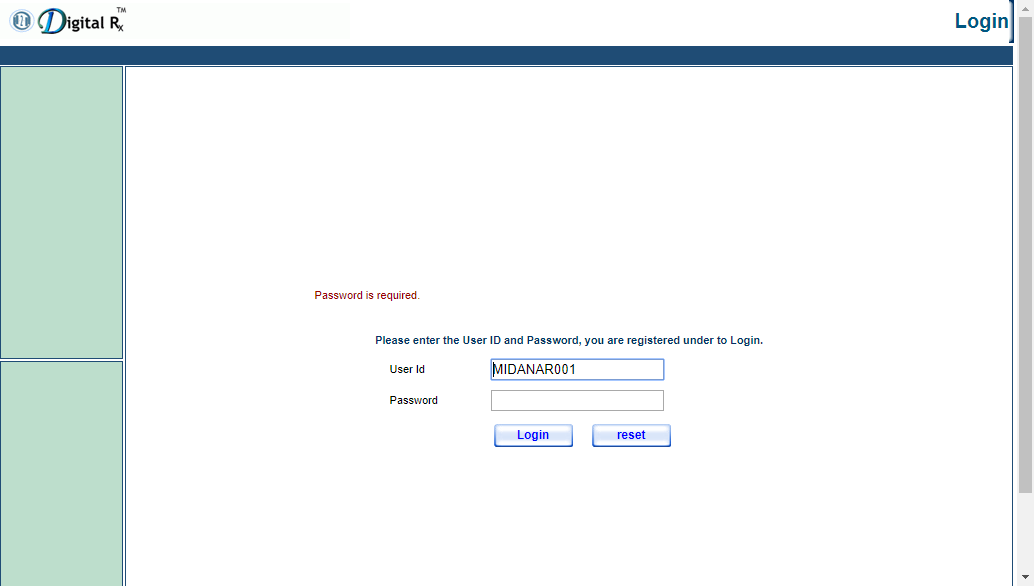 Digital Rx TM
Login
Password is required.
Please enter the User ID and Password, you are registered under to Login.
User Id MIDANAR001
Password
Login reset